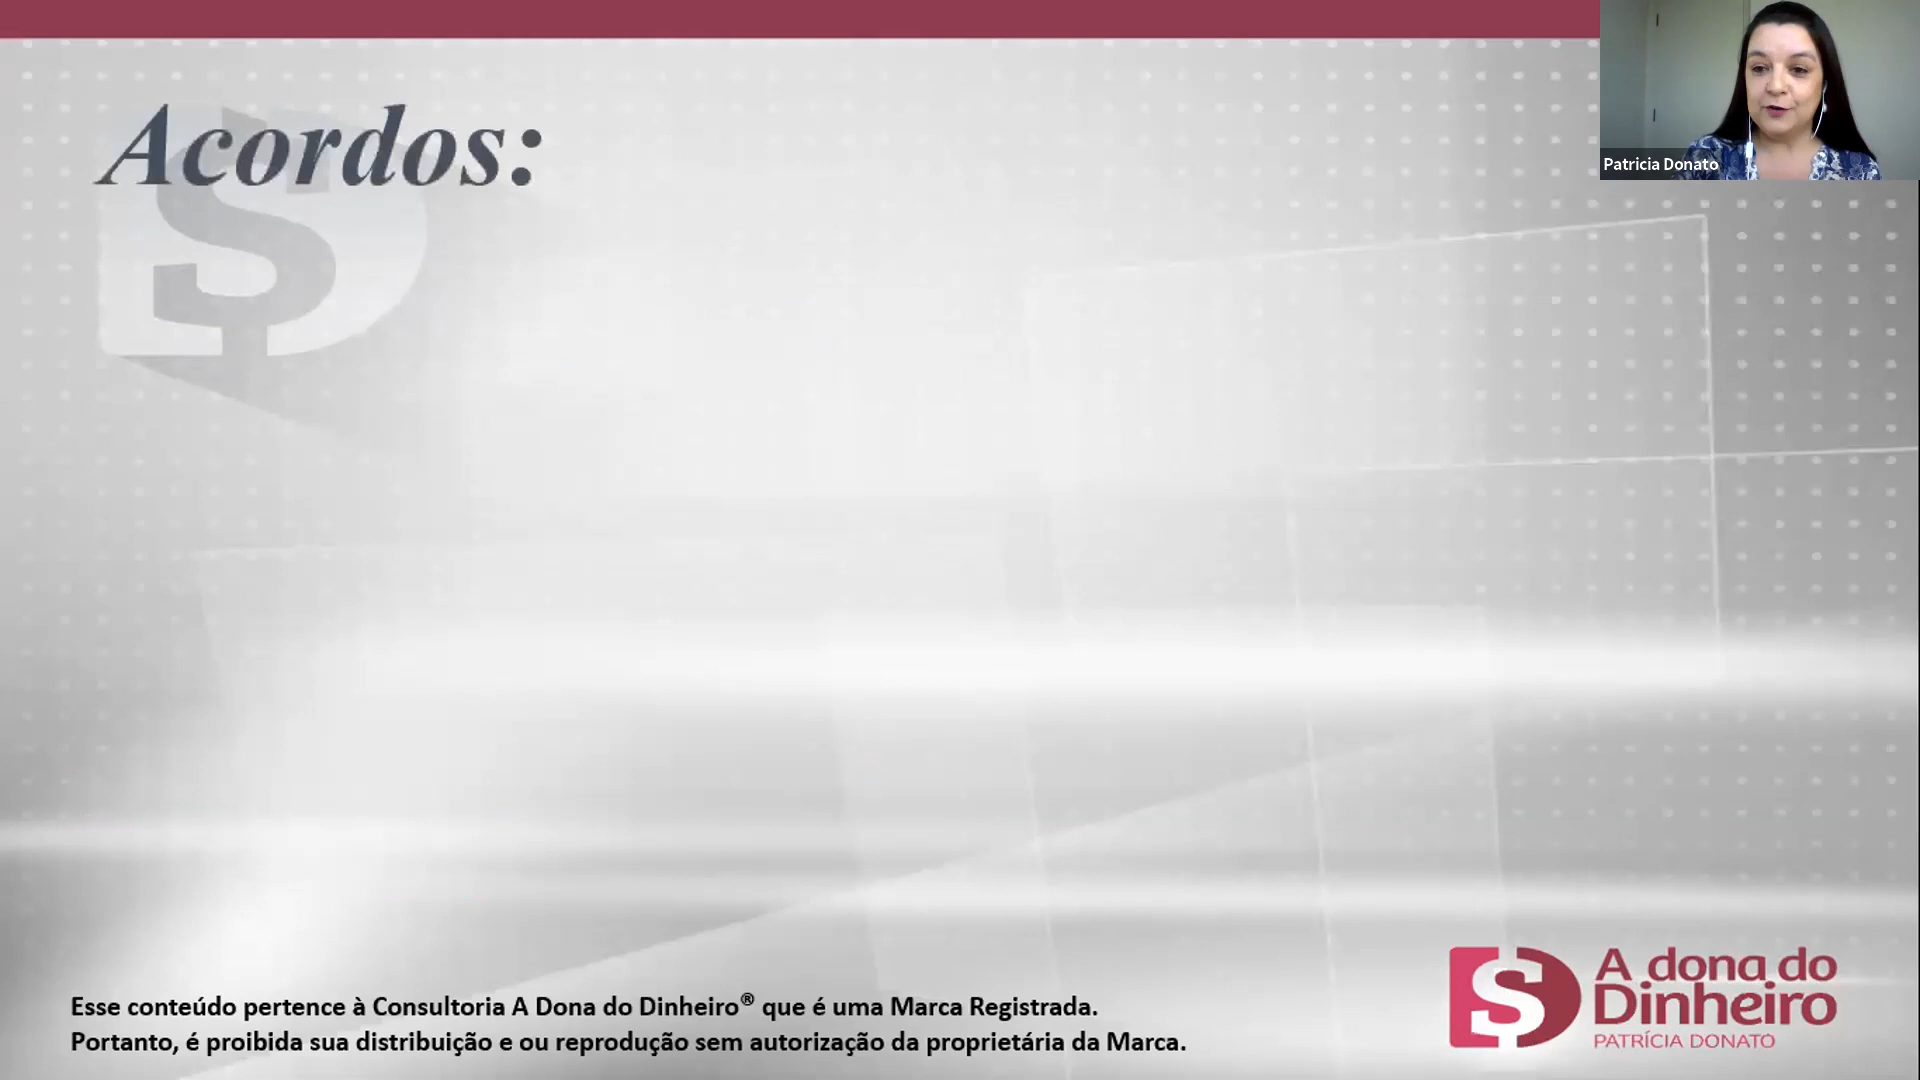 Patricia Donato
Acordos:
Esse conteúdo pertence à Consultoria A Dona do Dinheiro® que é uma Marca Registrada.
Portanto, é proibida sua distribuição e ou reprodução sem autorização da proprietária da Marca.
A dona do
Dinheiro
PATRÍCIA DONATO